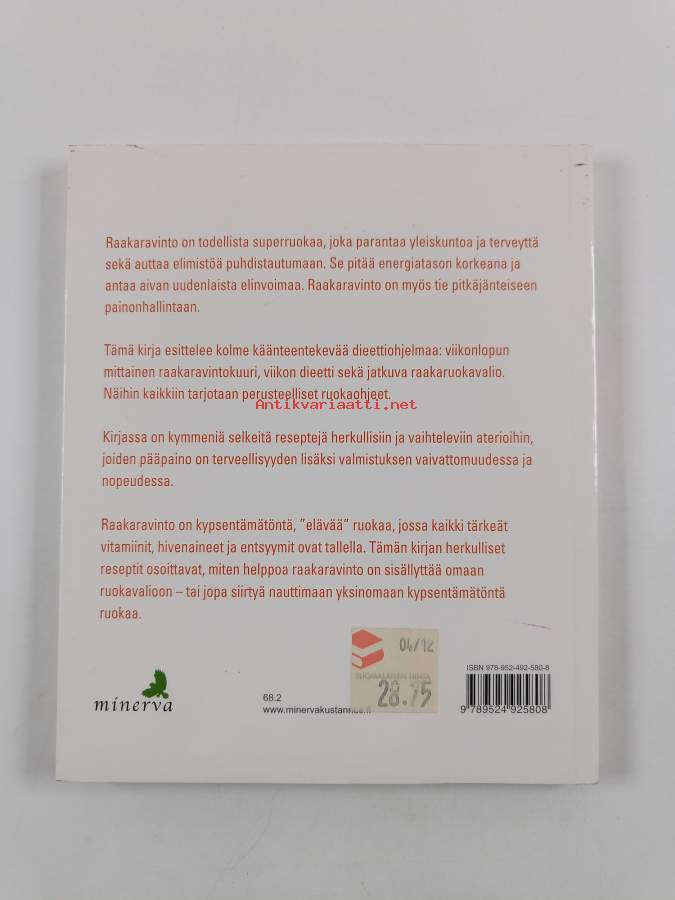 Raakaravinto on todellista superruokaa, joka parantaa yleiskuntoa ja terveyttä
sekä auttaa elimistöä puhdistautumaan. Se pitää energiatason korkeana ja
antaa aivan uudenlaista elinvoimaa. Raakaravinto on myös tie pitkäjänteiseen
painonhallintaan.
Tämä kirja esittelee kolme käänteentekevää dieettiohjelmaa: viikonlopun
mittainen raakaravintokuuri, viikon dieetti sekä jatkuva raakaruokavalio.
Näihin kaikkiin tarjotaan perusteelliset ruokaohjeet.
Antikvariaatti.net
Kirjassa on kymmeniä selkeitä reseptejä herkullisiin ja vaihteleviin aterioihin,
joiden pääpaino on terveellisyyden lisäksi valmistuksen vaivattomuudessa ja
nopeudessa.
Raakaravinto on kypsentämätöntä, ”elävää” ruokaa, jossa kaikki tärkeät
vitamiinit, hivenaineet ja entsyymit ovat tallella. Tämän kirjan herkulliset
reseptit osoittavat, miten helppoa raakaravinto on sisällyttää omaan
ruokavalioon – tai jopa siirtyä nauttimaan yksinomaan kypsentämätöntä
ruokaa.
04/12
SUOMALAINEN HINTA
28.75
ISBN 978-952-492-580-8
minerva
68.2
9 789524 925808